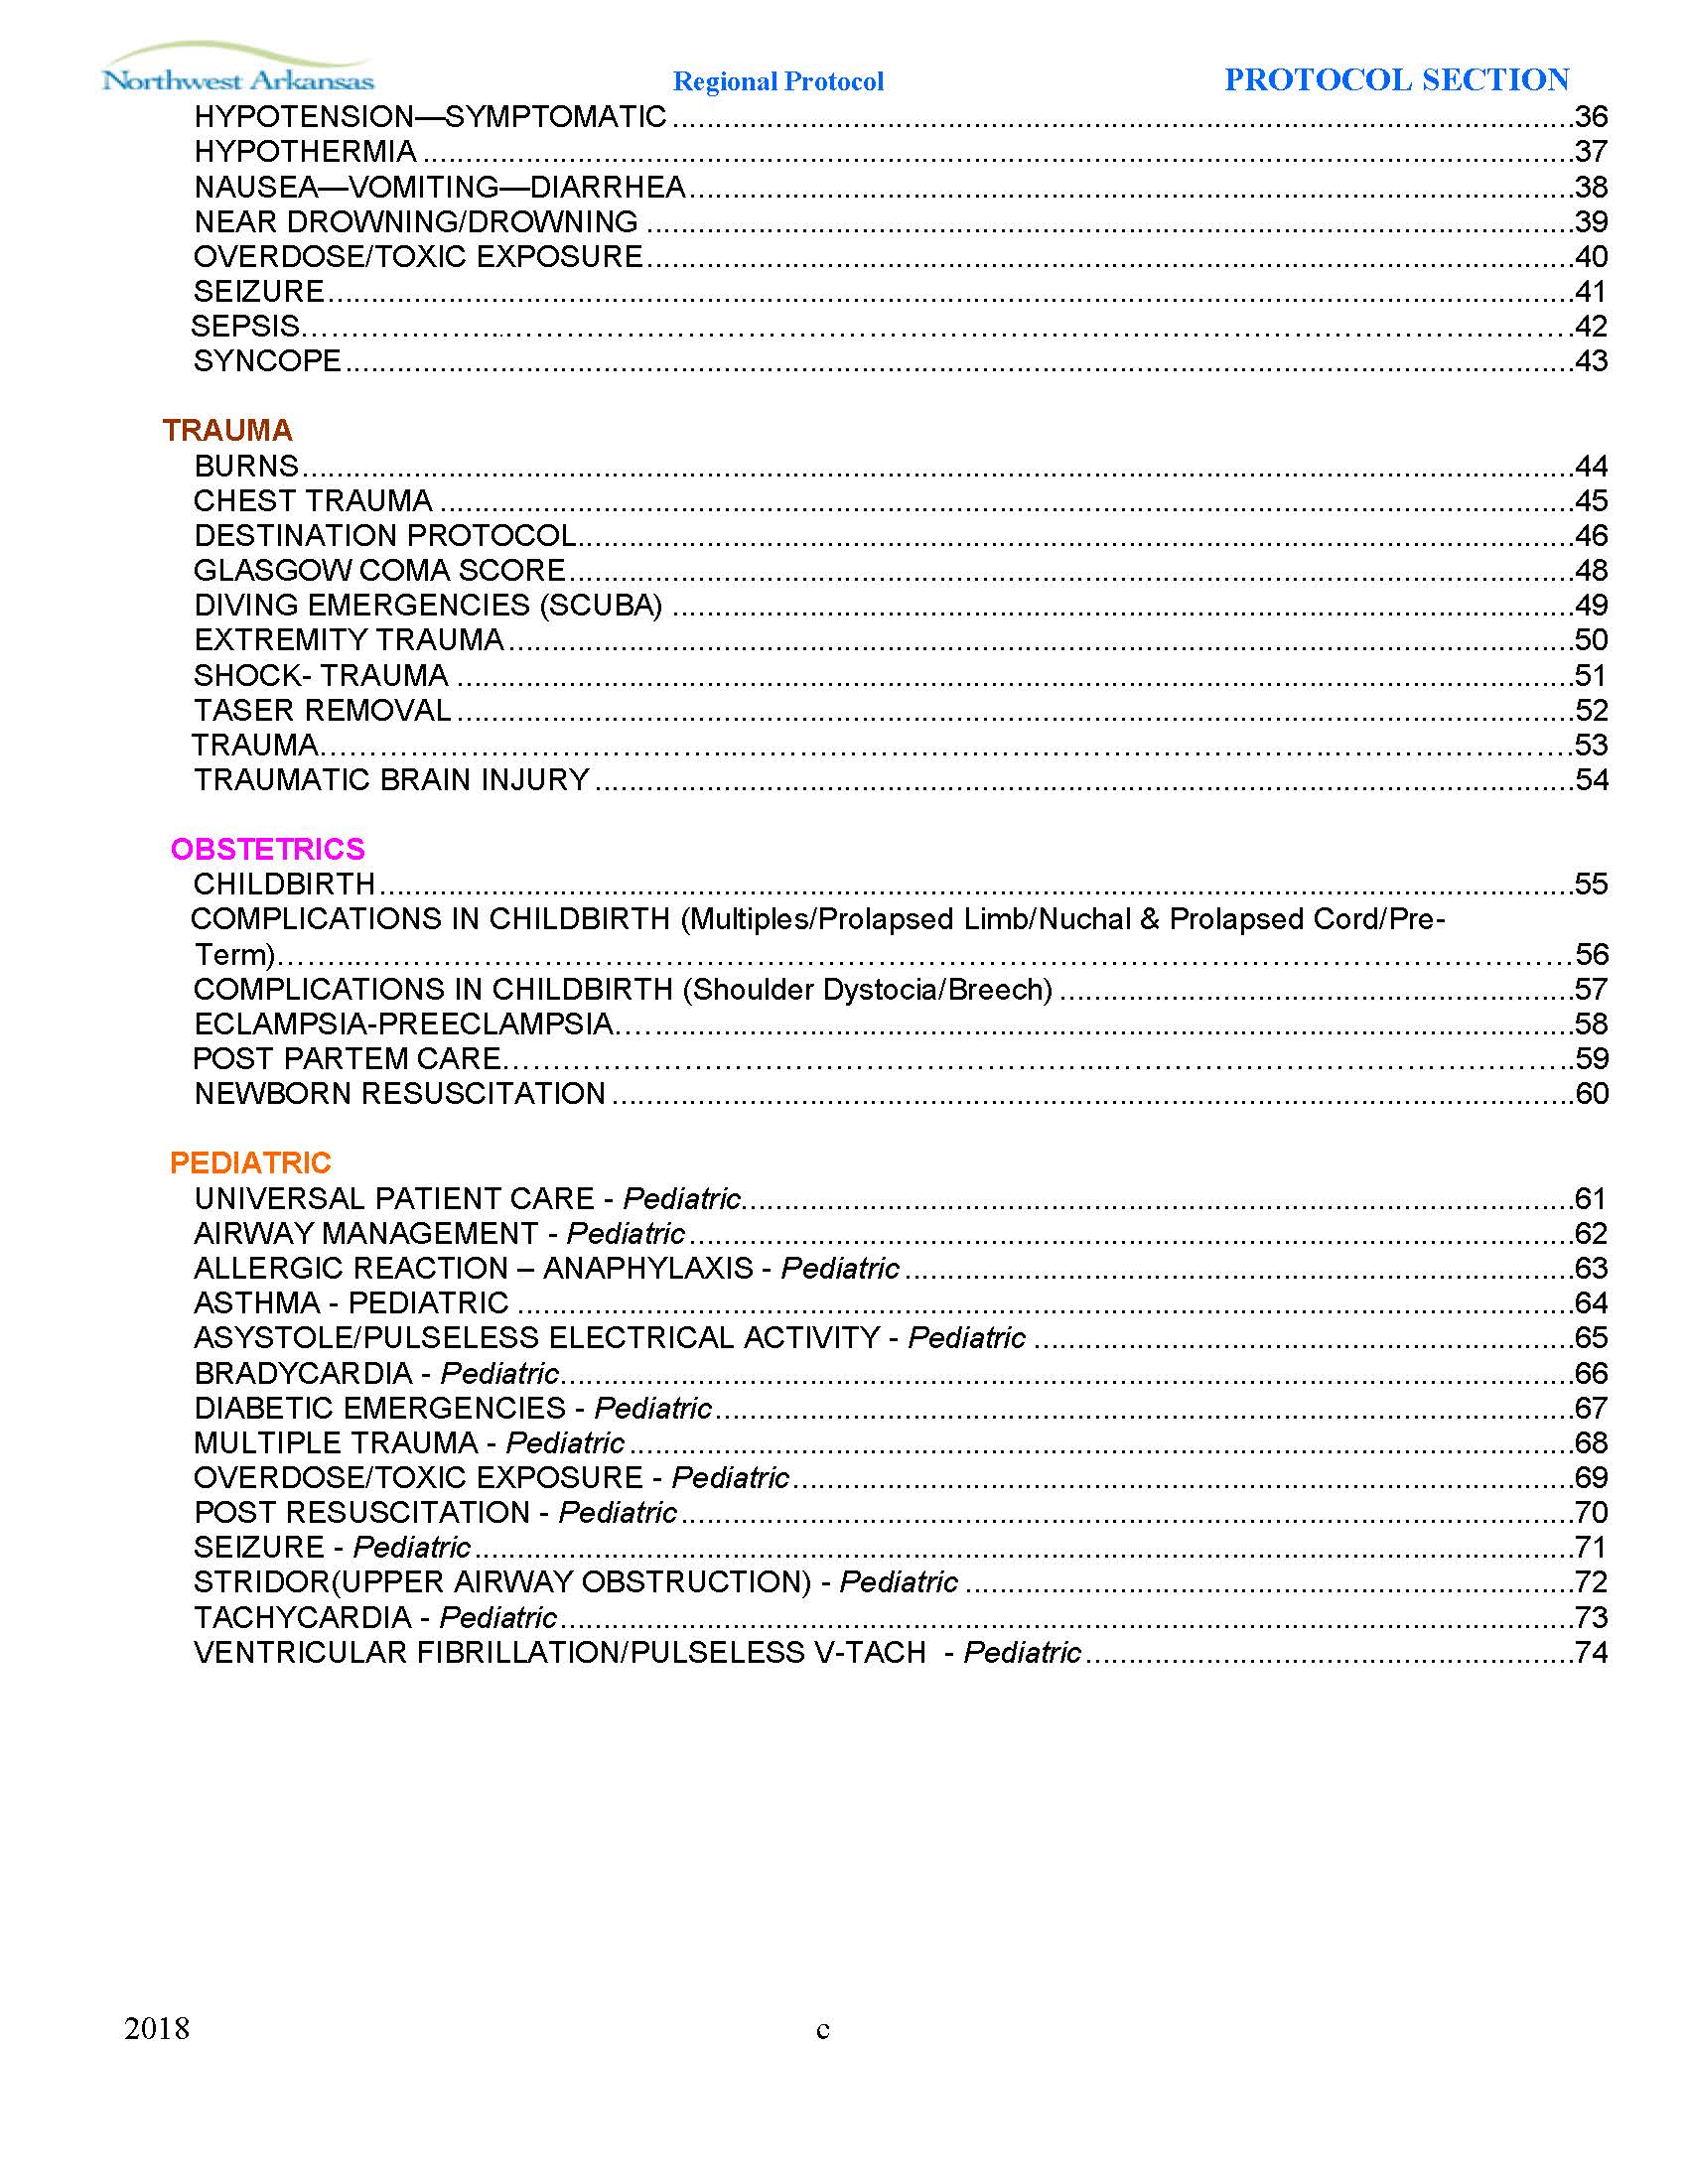 Northwest Arkansas Regional Protocol PROTOCOL SECTION
HYPOTENSION—SYMPTOMATIC........................................36
HYPOTHERMIA........................................37
NAUSEA—VOMITING—DIARRHEA........................................38
NEAR DROWNING/DROWNING........................................39
OVERDOSE/TOXIC EXPOSURE........................................40
SEIZURE........................................41
SEPSIS........................................42
SYNCOPE........................................43
TRAUMA
BURNS........................................44
CHEST TRAUMA........................................45
DESTINATION PROTOCOL........................................46
GLASGOW COMA SCORE........................................48
DIVING EMERGENCIES (SCUBA)........................................49
EXTREMITY TRAUMA........................................50
SHOCK- TRAUMA........................................51
TASER REMOVAL........................................52
TRAUMA........................................53
TRAUMATIC BRAIN INJURY........................................54
OBSTETRICS
CHILDBIRTH........................................55
COMPLICATIONS IN CHILDBIRTH (Multiples/Prolapsed Limb/Nuchal & Prolapsed Cord/Pre-
Term)........................................56
COMPLICATIONS IN CHILDBIRTH (Shoulder Dystocia/Breech)........................................57
ECLAMPSIA-PREECLAMPSIA........................................58
POST PARTEM CARE........................................59
NEWBORN RESUSCITATION........................................60
PEDIATRIC
UNIVERSAL PATIENT CARE - Pediatric........................................61
AIRWAY MANAGEMENT - Pediatric........................................62
ALLERGIC REACTION – ANAPHYLAXIS - Pediatric........................................63
ASTHMA - PEDIATRIC........................................64
ASYSTOLE/PULSELESS ELECTRICAL ACTIVITY - Pediatric........................................65
BRADYCARDIA - Pediatric........................................66
DIABETIC EMERGENCIES - Pediatric........................................67
MULTIPLE TRAUMA - Pediatric........................................68
OVERDOSE/TOXIC EXPOSURE - Pediatric........................................69
POST RESUSCITATION - Pediatric........................................70
SEIZURE - Pediatric........................................71
STRIDOR(UPPER AIRWAY OBSTRUCTION) - Pediatric........................................72
TACHYCARDIA - Pediatric........................................73
VENTRICULAR FIBRILLATION/PULSELESS V-TACH - Pediatric........................................74
2018 c